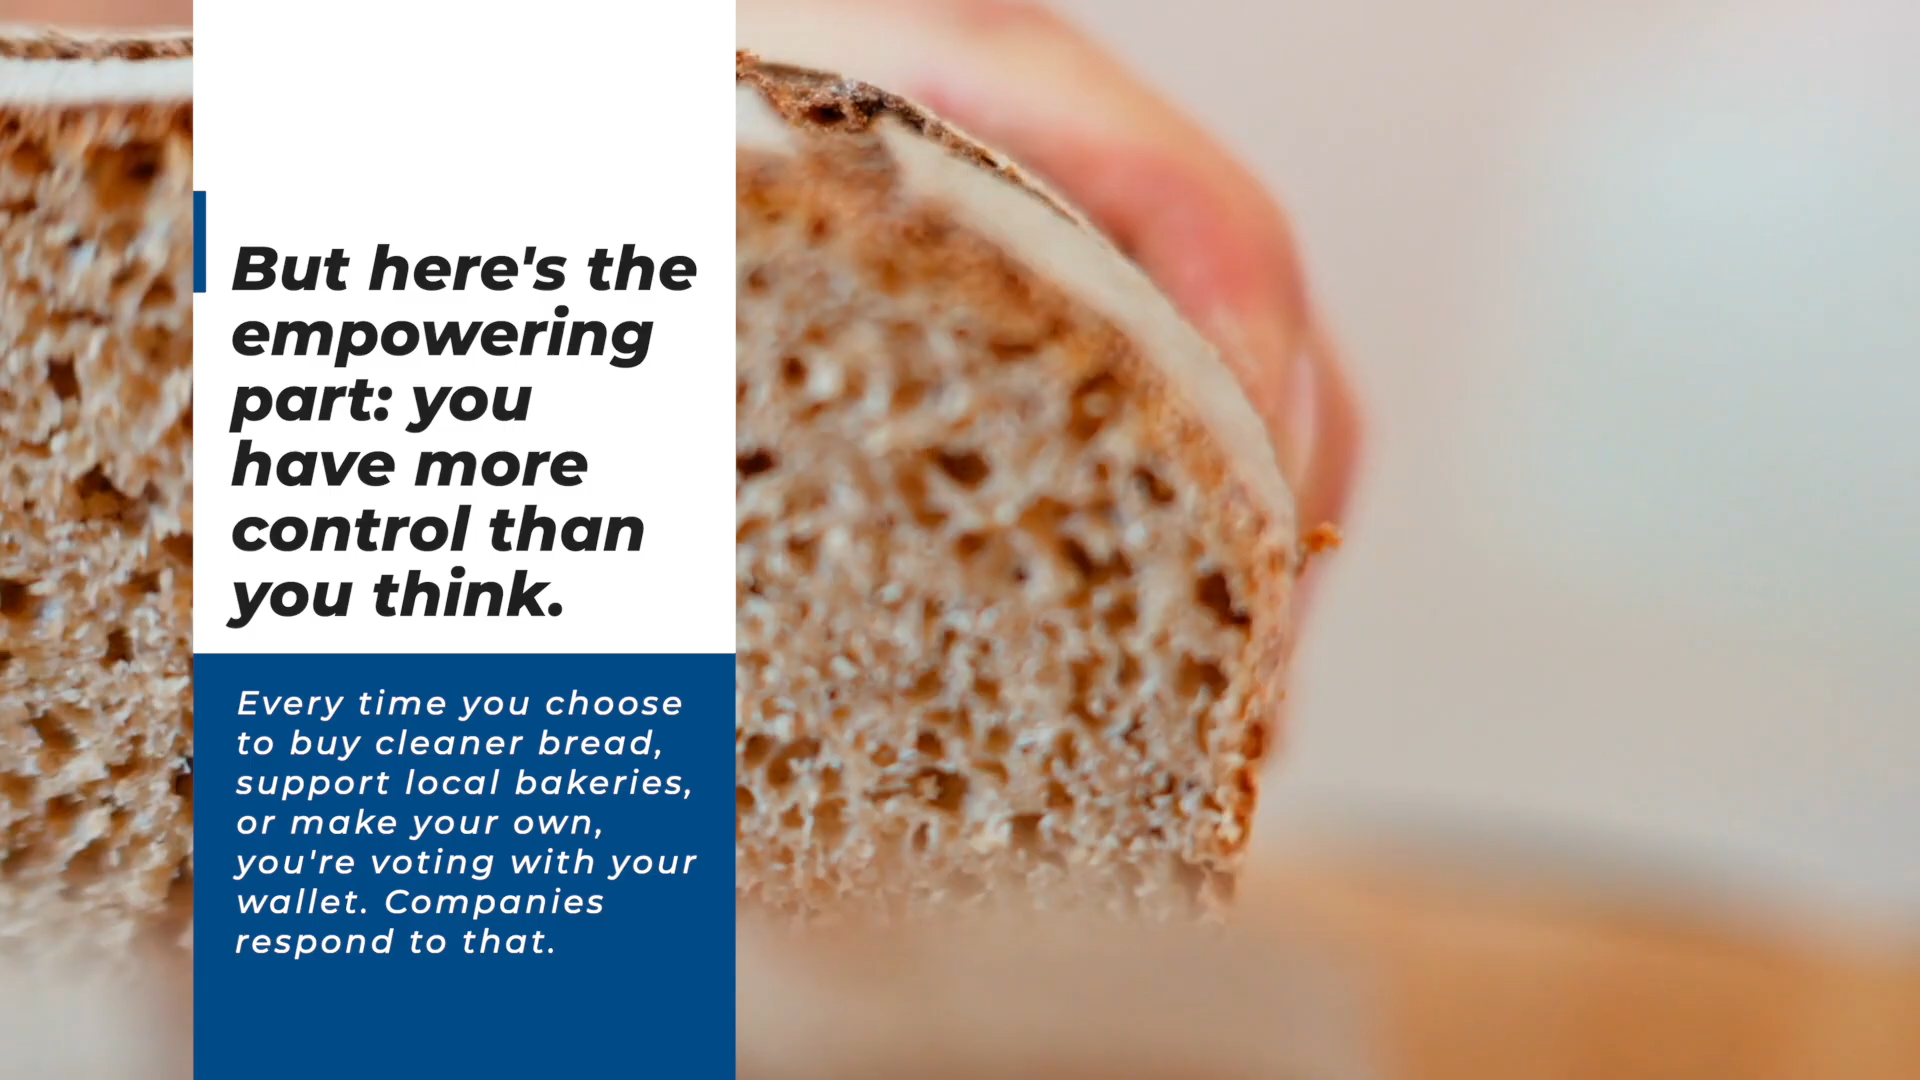 But here's the
empowering
part: you
have more
control than
you think.
Every time you choose
to buy cleaner bread,
support local bakeries,
or make your own,
you're voting with your
wallet. Companies
respond to that.